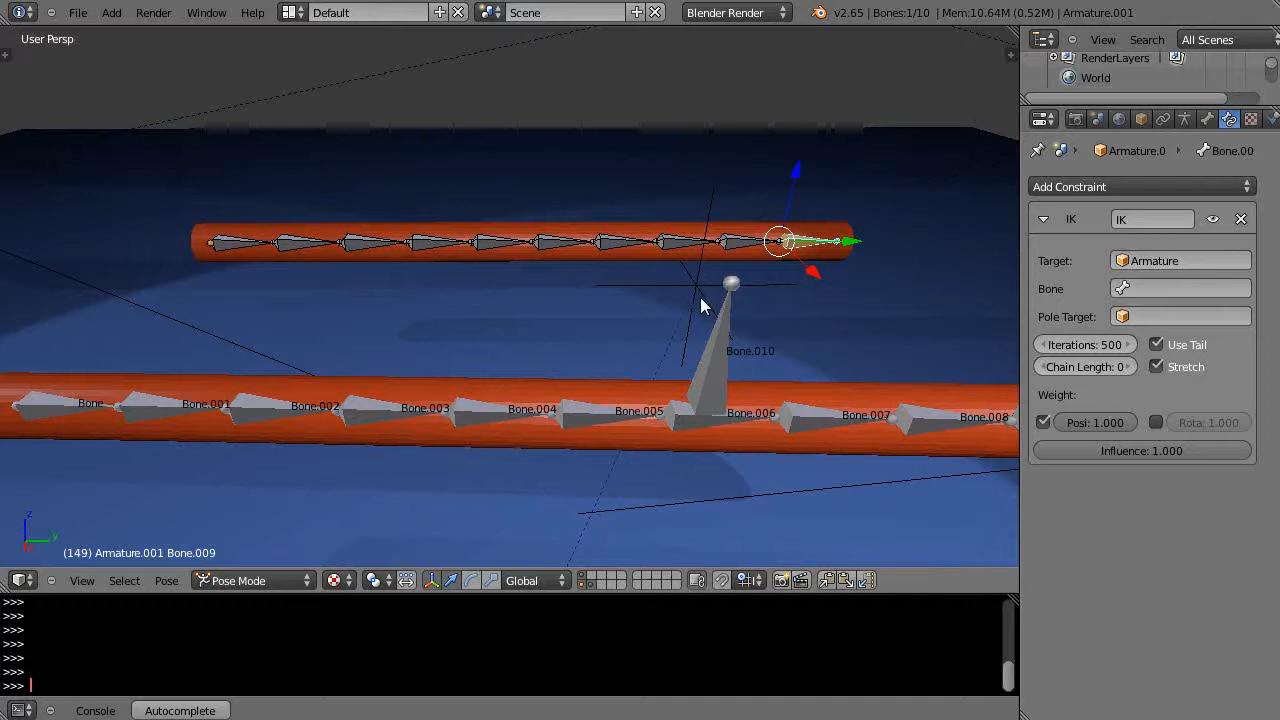 File Add Render Window Help Default Scene Blender Render v2.65 | Bones:1/10 | Mem:10.64M (0.52M) | Armature.001
User Persp
View Search All Scenes
RenderLayers
World
Armature.0 Bone.00
Add Constraint
IK IK
Target: Armature
Bone
Pole Target:
Iterations: 500 Use Tail
Chain Length: 0 Stretch
Weight:
Posi: 1.000 Rota: 1.000
Influence: 1.000
Bone.010
Bone Bone.001 Bone.002 Bone.003 Bone.004 Bone.005 Bone.006 Bone.007 Bone.008
z
y
(149) Armature.001 Bone.009
View Select Pose Pose Mode Global
>>>
>>>
>>>
>>>
>>>
>>>
>>>
Console Autocomplete